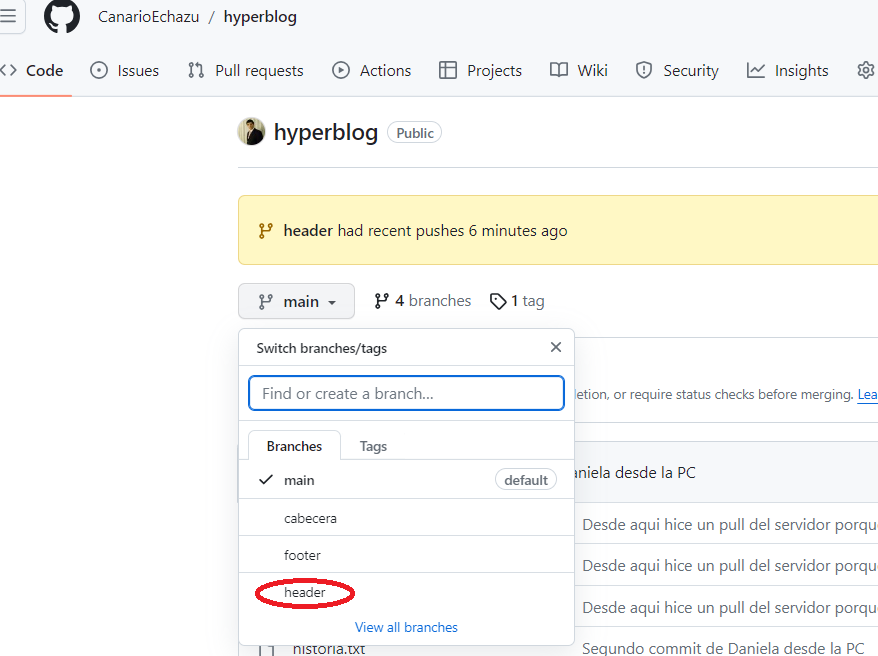 CanarioEchazu / hyperblog
Code Issues Pull requests Actions Projects Wiki Security Insights
hyperblog Public
header had recent pushes 6 minutes ago
main 4 branches 1 tag
Switch branches/tags
Find or create a branch...
letion, or require status checks before merging. Lea
Branches Tags
aniela desde la PC
main default
cabecera
Desde aqui hice un pull del servidor porqu
footer
Desde aqui hice un pull del servidor porqu
header
Desde aqui hice un pull del servidor porqu
View all branches
historia.txt Segundo commit de Daniela desde la PC